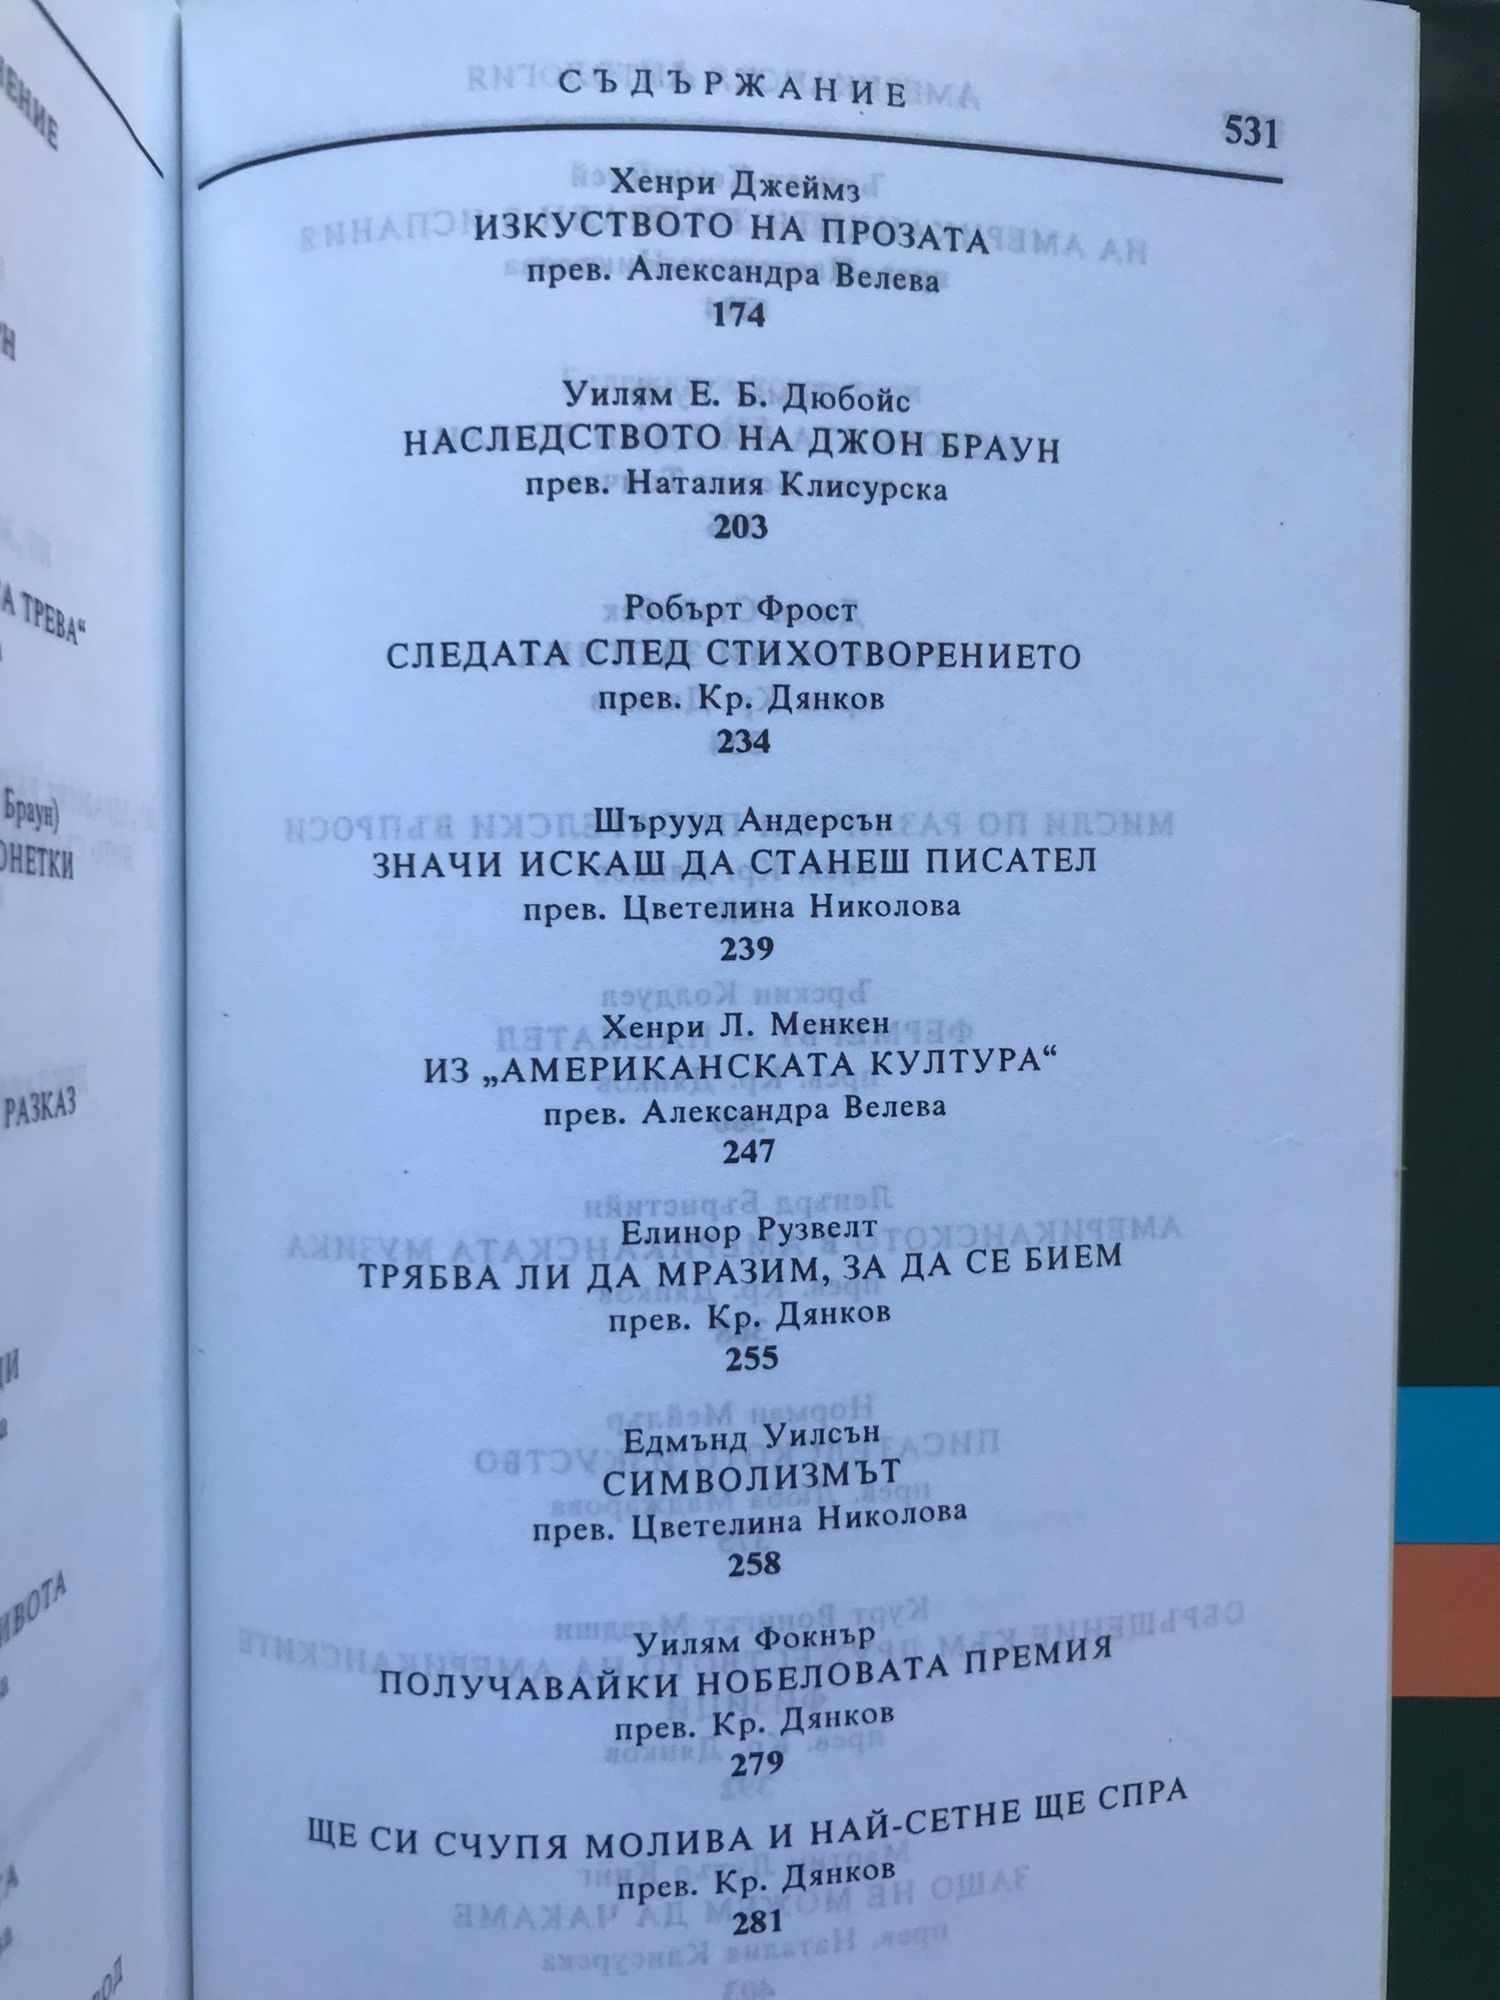 СЪДЪРЖАНИЕ
531
Хенри Джеймз
ИЗКУСТВОТО НА ПРОЗАТА
прев. Александра Велева
174
Уилям Е. Б. Дюбойс
НАСЛЕДСТВОТО НА ДЖОН БРАУН
прев. Наталия Клисурска
203
Робърт Фрост
СЛЕДАТА СЛЕД СТИХОТВОРЕНИЕТО
прев. Кр. Дянков
234
Шърууд Андерсън
ЗНАЧИ ИСКАШ ДА СТАНЕШ ПИСАТЕЛ
прев. Цветелина Николова
239
Хенри Л. Менкен
ИЗ „АМЕРИКАНСКАТА КУЛТУРА“
прев. Александра Велева
247
Елинор Рузвелт
ТРЯБВА ЛИ ДА МРАЗИМ, ЗА ДА СЕ БИЕМ
прев. Кр. Дянков
255
Едмънд Уилсън
СИМВОЛИЗМЪТ
прев. Цветелина Николова
258
Уилям Фокнър
ПОЛУЧАВАЙКИ НОБЕЛОВАТА ПРЕМИЯ
прев. Кр. Дянков
279
ЩЕ СИ СЧУПЯ МОЛИВА И НАЙ-СЕТНЕ ЩЕ СПРА
прев. Кр. Дянков
281
ТРЕВА“
Браун)
РАЗКАЗ